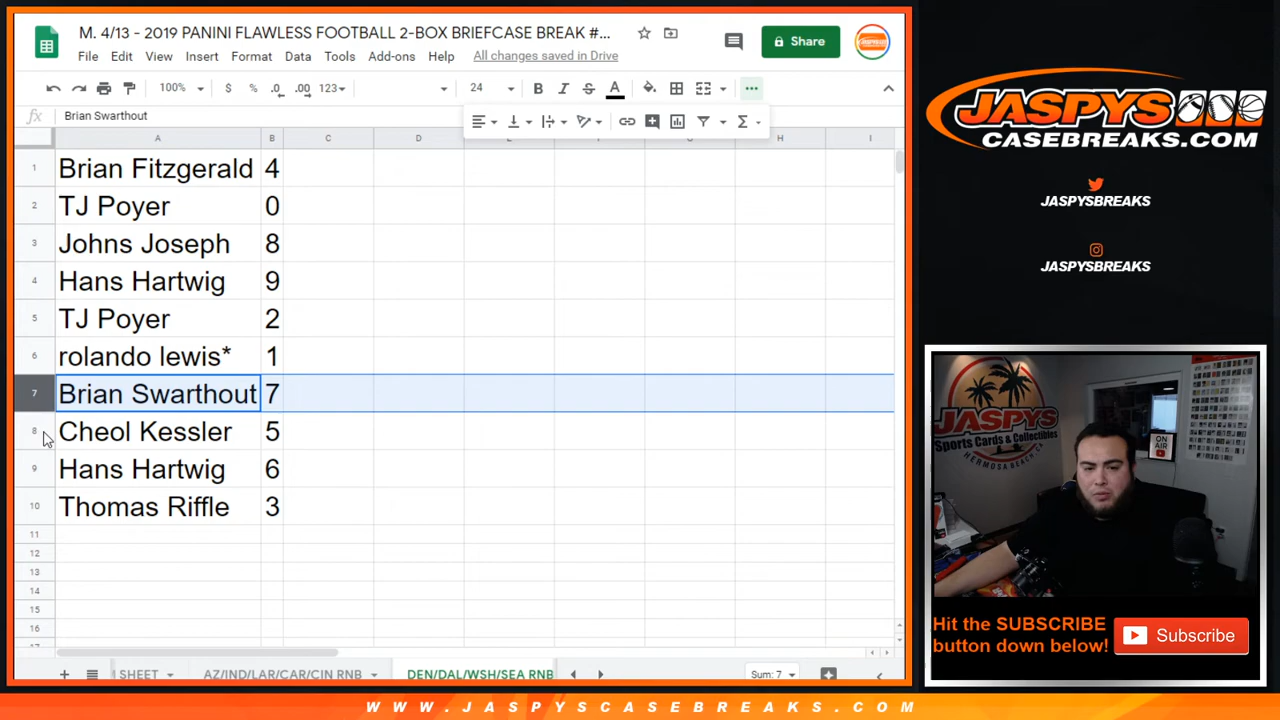 M. 4/13 - 2019 PANINI FLAWLESS FOOTBALL 2-BOX BRIEFCASE BREAK #...
Share
File Edit View Insert Format Data Tools Add-ons Help All changes saved in Drive
100% $ % .0 .00 123 24 B I S A
fx Brian Swarthout
A B C D H I
1 Brian Fitzgerald 4
2 TJ Poyer 0
3 Johns Joseph 8
4 Hans Hartwig 9
5 TJ Poyer 2
6 rolando lewis* 1
7 Brian Swarthout 7
8 Cheol Kessler 5
9 Hans Hartwig 6
10 Thomas Riffle 3
11
12
13
14
15
16
SHEET AZ/IND/LAR/CAR/CIN RNB DEN/DAL/WSH/SEA RNB Sum: 7
JASPYS
CASEBREAKS.COM
JASPYSBREAKS
JASPYSBREAKS
JASPYS
Sports Cards & Collectibles
HERMOSA BEACH, CA
ON
AIR
Hit the SUBSCRIBE
button down below!
Subscribe
WWW.JASPYSCASEBREAKS.COM